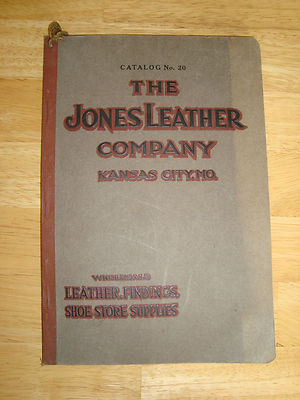 CATALOG No. 20
THE
JONES LEATHER
COMPANY
KANSAS CITY, MO.
WHOLESALE
LEATHER, FINDINGS,
SHOE STORE SUPPLIES